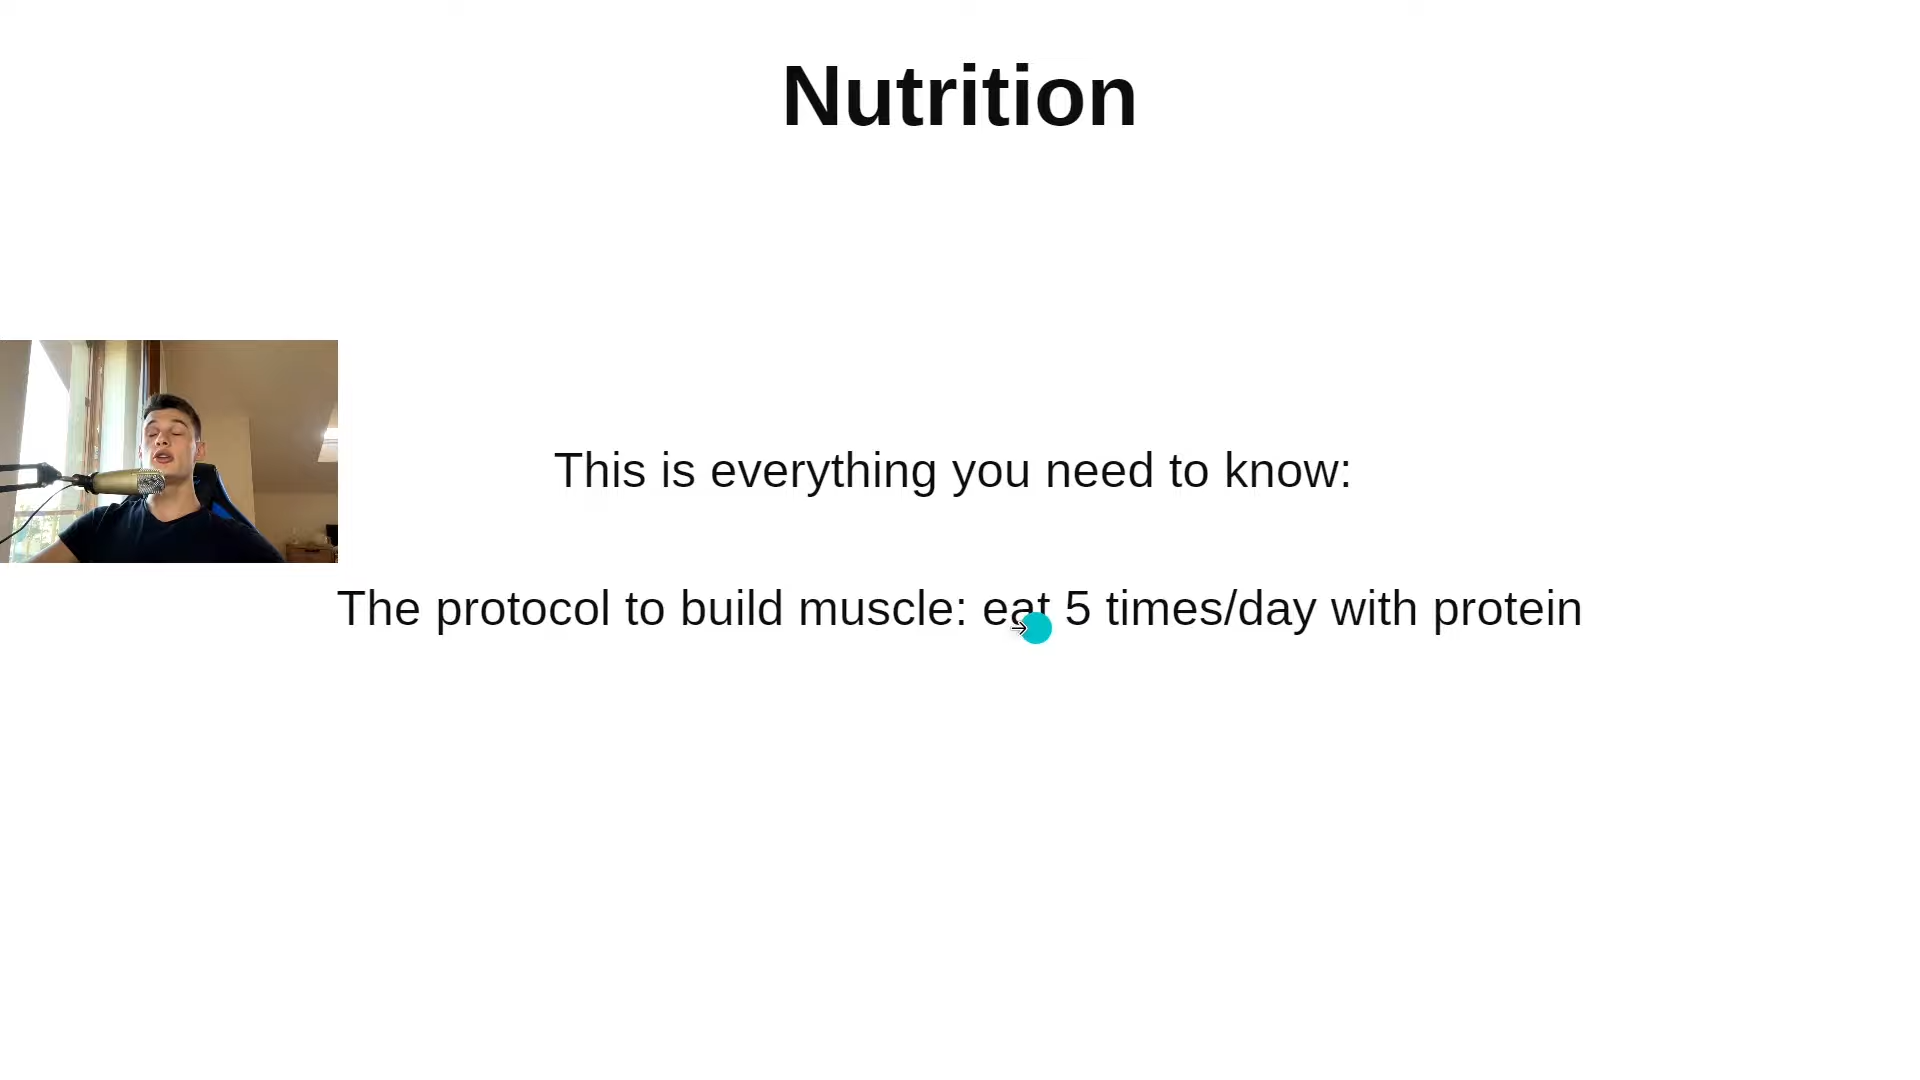 Nutrition
This is everything you need to know:
The protocol to build muscle: eat 5 times/day with protein